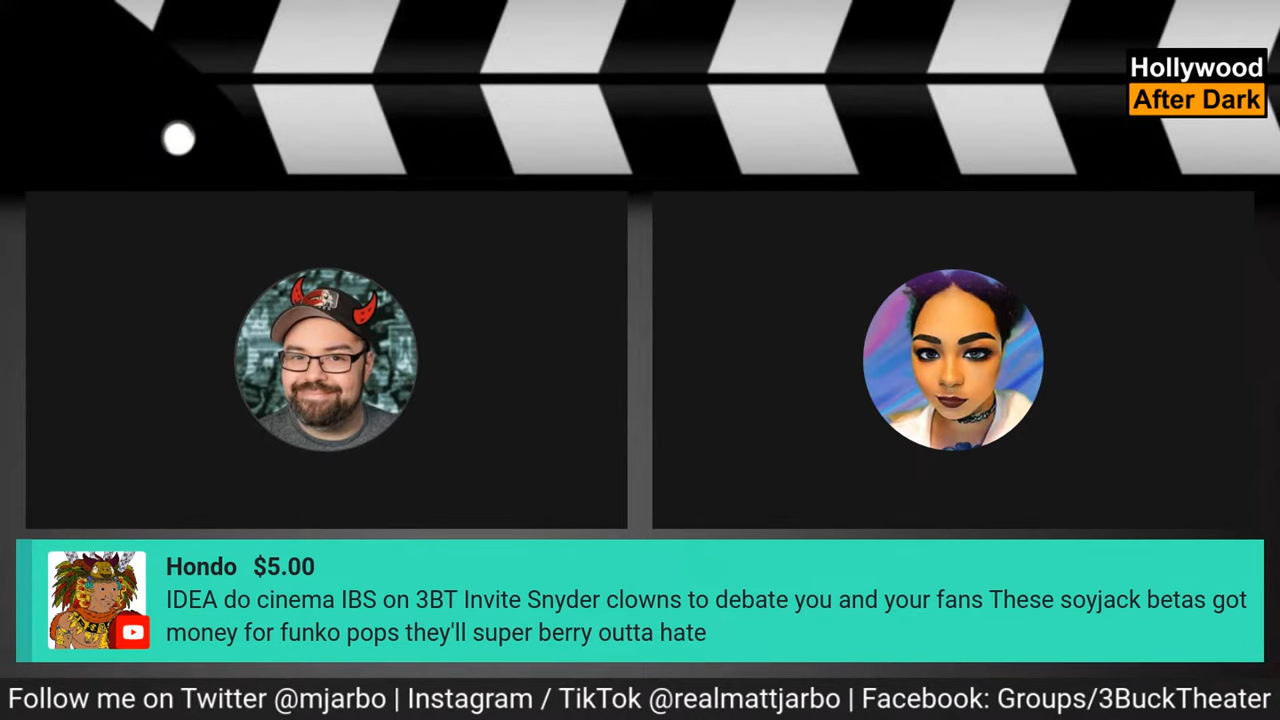 Hollywood
After Dark
Hondo $5.00
IDEA do cinema IBS on 3BT Invite Snyder clowns to debate you and your fans These soyjack betas got
money for funko pops they'll super berry outta hate
Follow me on Twitter @mjarbo | Instagram / TikTok @realmattjarbo | Facebook: Groups/3BuckTheater